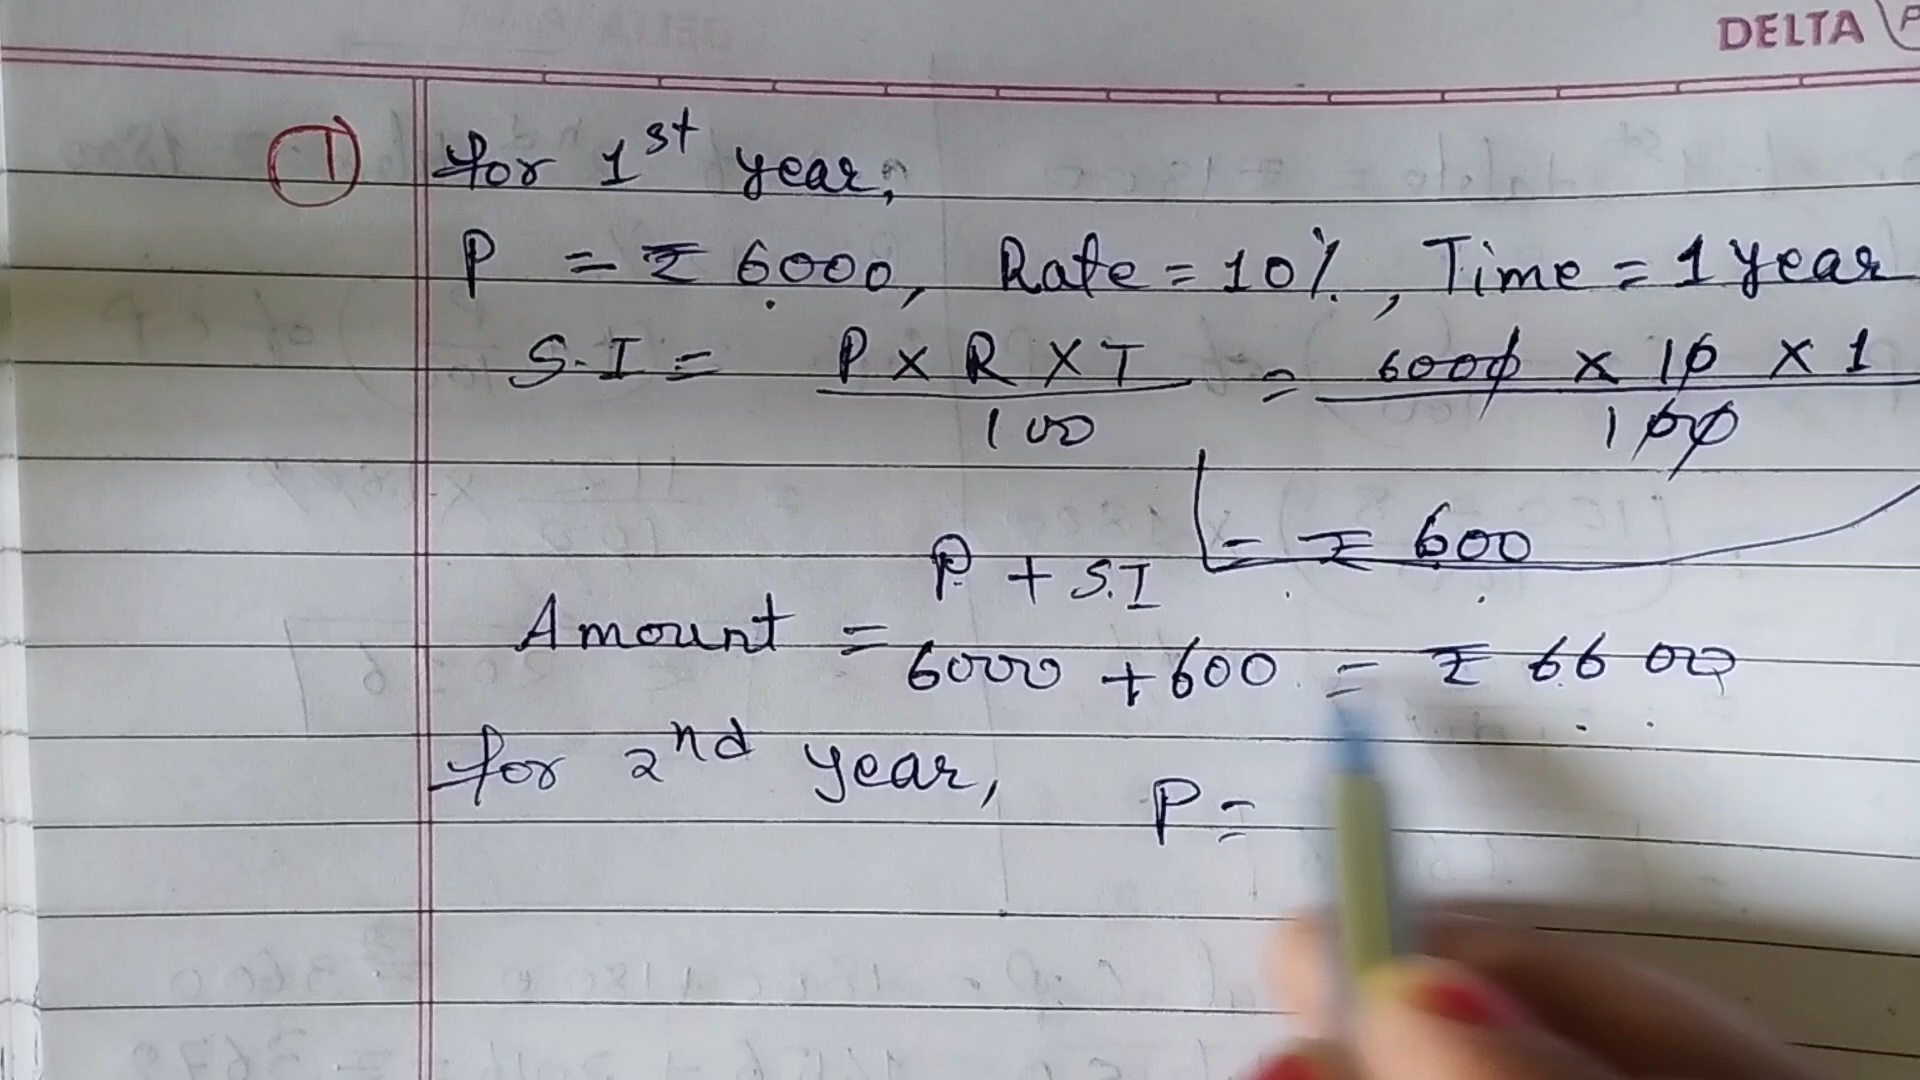 DELTA
1 for 1st year,
P = ₹ 6000, Rate = 10%, Time = 1 year
S.I = P × R × T / 100 = 6000 × 10 × 1 / 100
= ₹ 600
P + S.I
Amount = 6000 + 600 = ₹ 6600
for 2nd year, P =